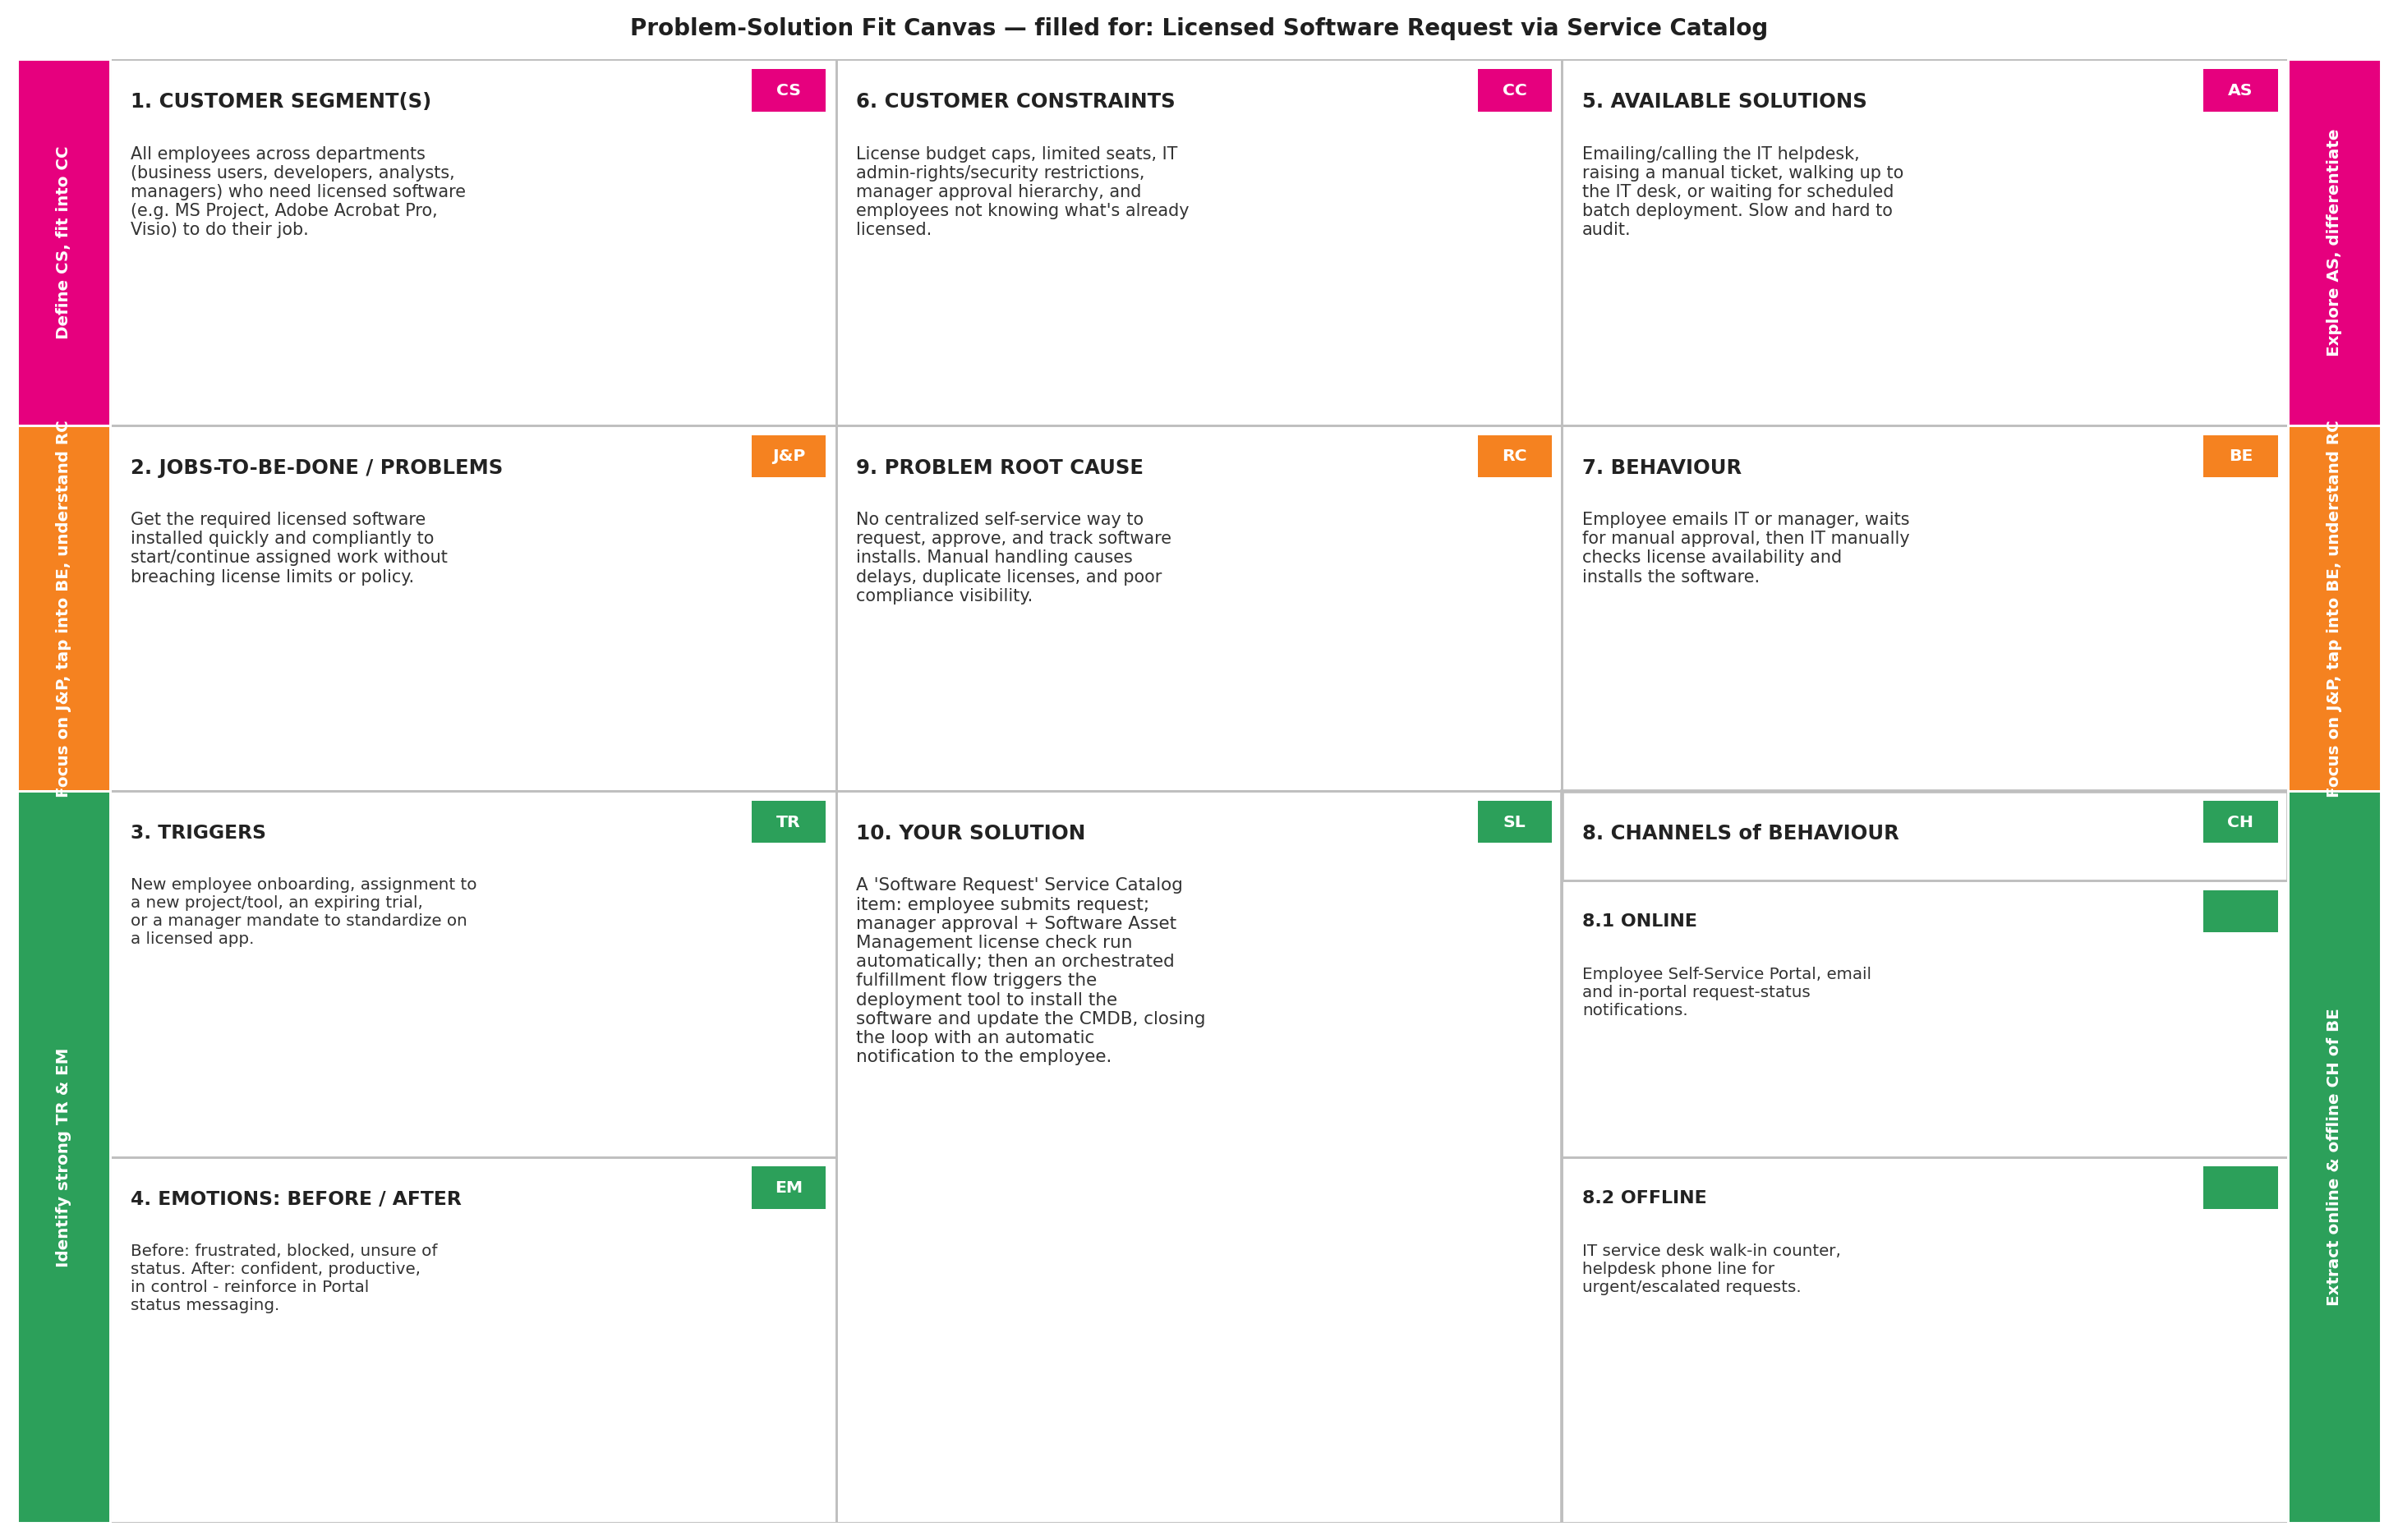 Problem-Solution Fit Canvas — filled for: Licensed Software Request via Service Catalog
Define CS, fit into CC
1. CUSTOMER SEGMENT(S)
CS
All employees across departments
(business users, developers, analysts,
managers) who need licensed software
(e.g. MS Project, Adobe Acrobat Pro,
Visio) to do their job.
6. CUSTOMER CONSTRAINTS
CC
License budget caps, limited seats, IT
admin-rights/security restrictions,
manager approval hierarchy, and
employees not knowing what's already
licensed.
5. AVAILABLE SOLUTIONS
AS
Emailing/calling the IT helpdesk,
raising a manual ticket, walking up to
the IT desk, or waiting for scheduled
batch deployment. Slow and hard to
audit.
Explore AS, differentiate
Focus on J&P, tap into BE, understand RC
2. JOBS-TO-BE-DONE / PROBLEMS
J&P
Get the required licensed software
installed quickly and compliantly to
start/continue assigned work without
breaching license limits or policy.
9. PROBLEM ROOT CAUSE
RC
No centralized self-service way to
request, approve, and track software
installs. Manual handling causes
delays, duplicate licenses, and poor
compliance visibility.
7. BEHAVIOUR
BE
Employee emails IT or manager, waits
for manual approval, then IT manually
checks license availability and
installs the software.
Focus on J&P, tap into BE, understand RC
Identify strong TR & EM
3. TRIGGERS
TR
New employee onboarding, assignment to
a new project/tool, an expiring trial,
or a manager mandate to standardize on
a licensed app.
4. EMOTIONS: BEFORE / AFTER
EM
Before: frustrated, blocked, unsure of
status. After: confident, productive,
in control - reinforce in Portal
status messaging.
10. YOUR SOLUTION
SL
A 'Software Request' Service Catalog
item: employee submits request;
manager approval + Software Asset
Management license check run
automatically; then an orchestrated
fulfillment flow triggers the
deployment tool to install the
software and update the CMDB, closing
the loop with an automatic
notification to the employee.
8. CHANNELS of BEHAVIOUR
CH
8.1 ONLINE
Employee Self-Service Portal, email
and in-portal request-status
notifications.
8.2 OFFLINE
IT service desk walk-in counter,
helpdesk phone line for
urgent/escalated requests.
Extract online & offline CH of BE